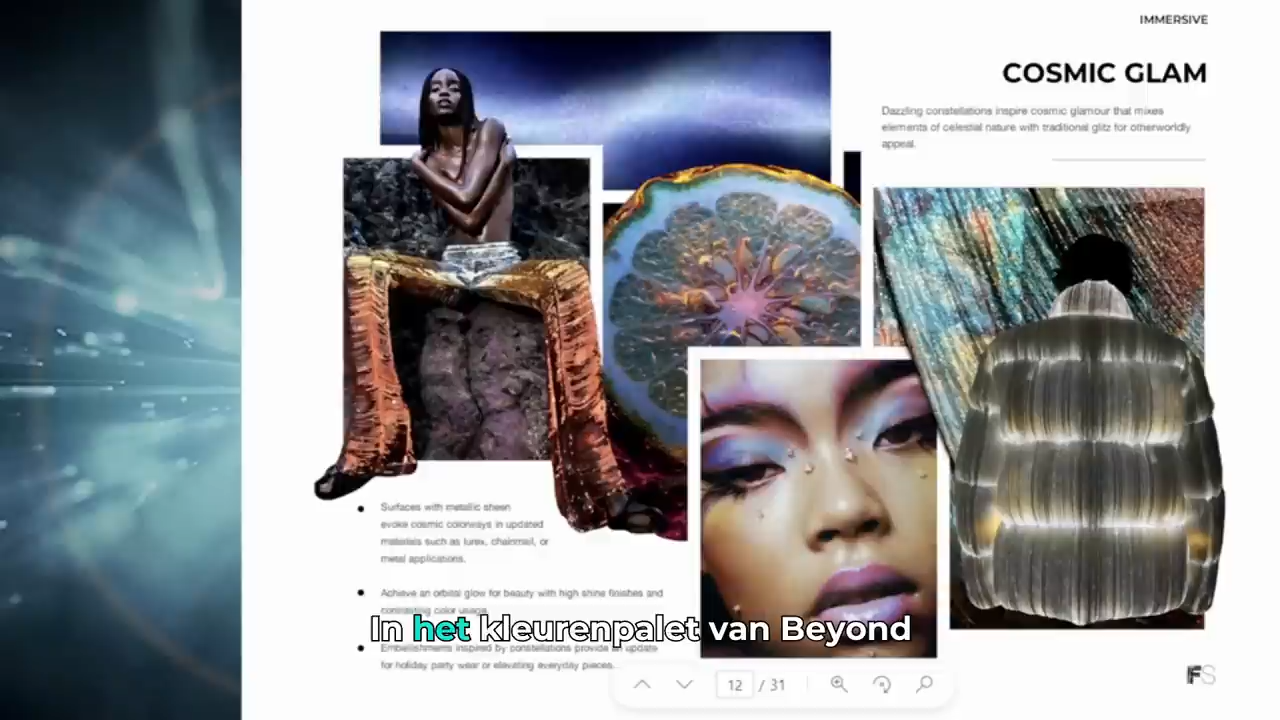 IMMERSIVE
COSMIC GLAM
Dazzling constellations inspire cosmic glamour that mixes
elements of celestial nature with traditional glitz for otherworldly
appeal.
Surfaces with metallic sheen
evoke cosmic colorways in updated
materials such as lurex, chainmail, or
metal applications.
Achieve an orbital glow for beauty with high shine finishes and
contrasting color usage.
In het kleurenpalet van Beyond
Embellishments inspired by constellations provide an update
for holiday party wear or elevating everyday pieces.
12 / 31
FS